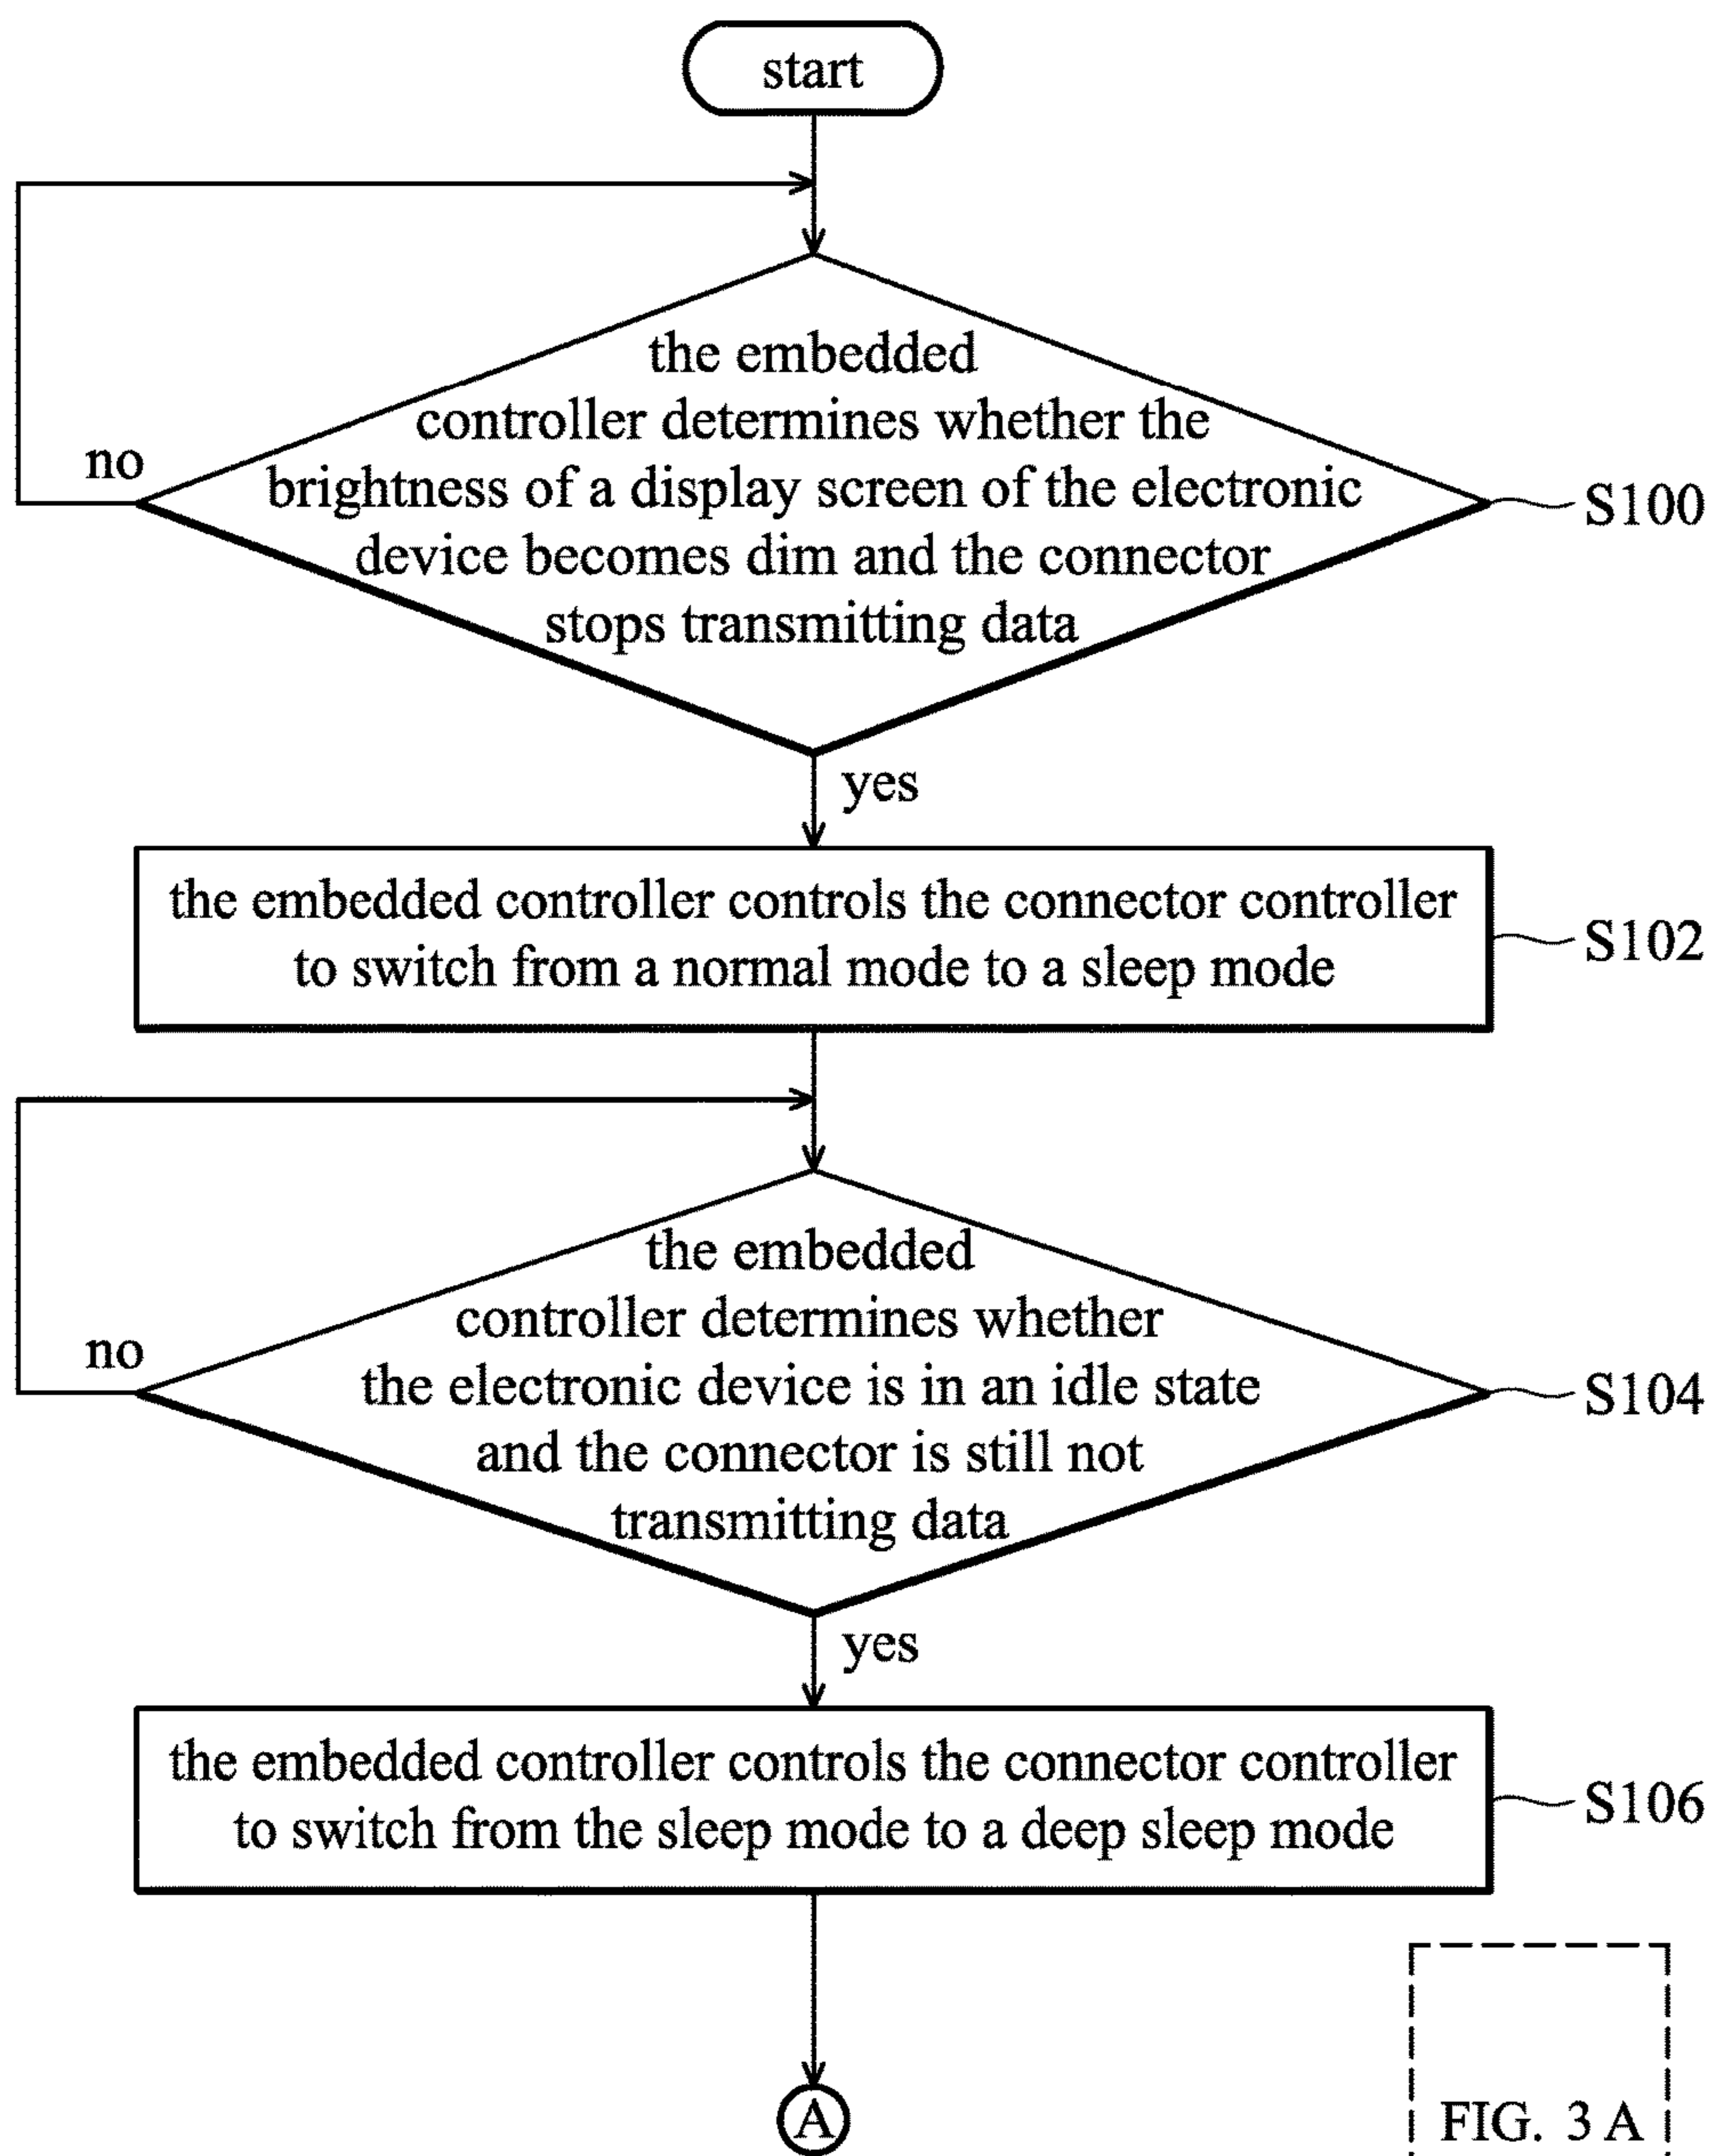 start
the embedded
controller determines whether the
brightness of a display screen of the electronic
device becomes dim and the connector
stops transmitting data
no
S100
yes
the embedded controller controls the connector controller
to switch from a normal mode to a sleep mode
S102
the embedded
controller determines whether
the electronic device is in an idle state
and the connector is still not
transmitting data
no
S104
yes
the embedded controller controls the connector controller
to switch from the sleep mode to a deep sleep mode
S106
A
FIG. 3 A